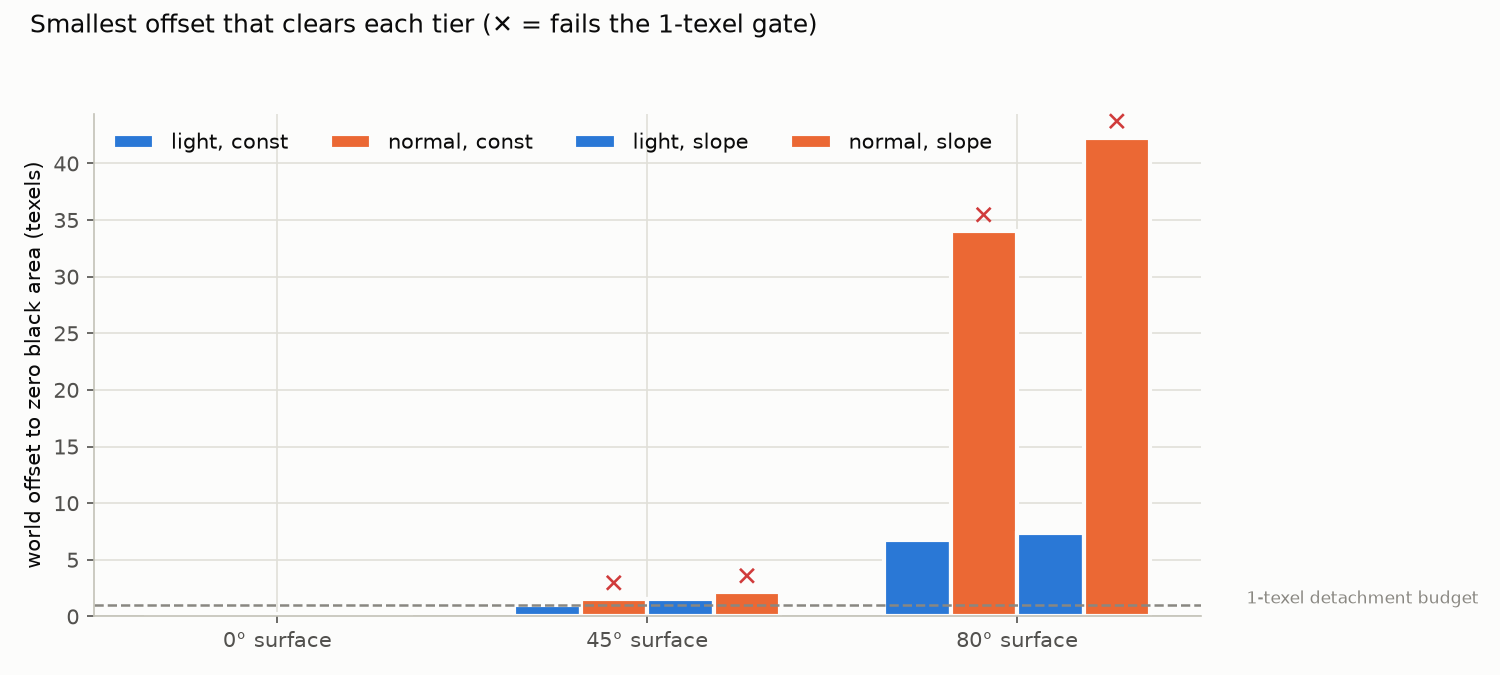 Smallest offset that clears each tier (✕ = fails the 1-texel gate)
light, const normal, const light, slope normal, slope
world offset to zero black area (texels)
40
35
30
25
20
15
10
5
0
1-texel detachment budget
0° surface 45° surface 80° surface